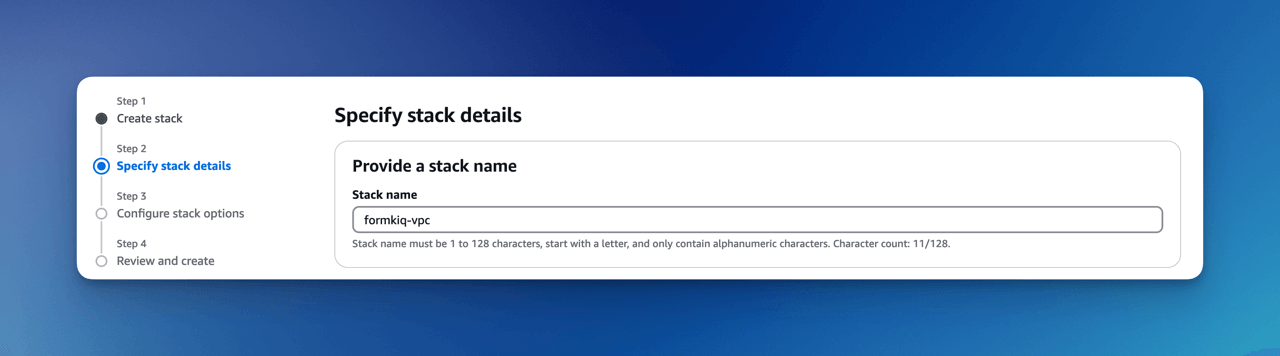 Step 1
Create stack
Step 2
Specify stack details
Step 3
Configure stack options
Step 4
Review and create
Specify stack details
Provide a stack name
Stack name
formkiq-vpc
Stack name must be 1 to 128 characters, start with a letter, and only contain alphanumeric characters. Character count: 11/128.